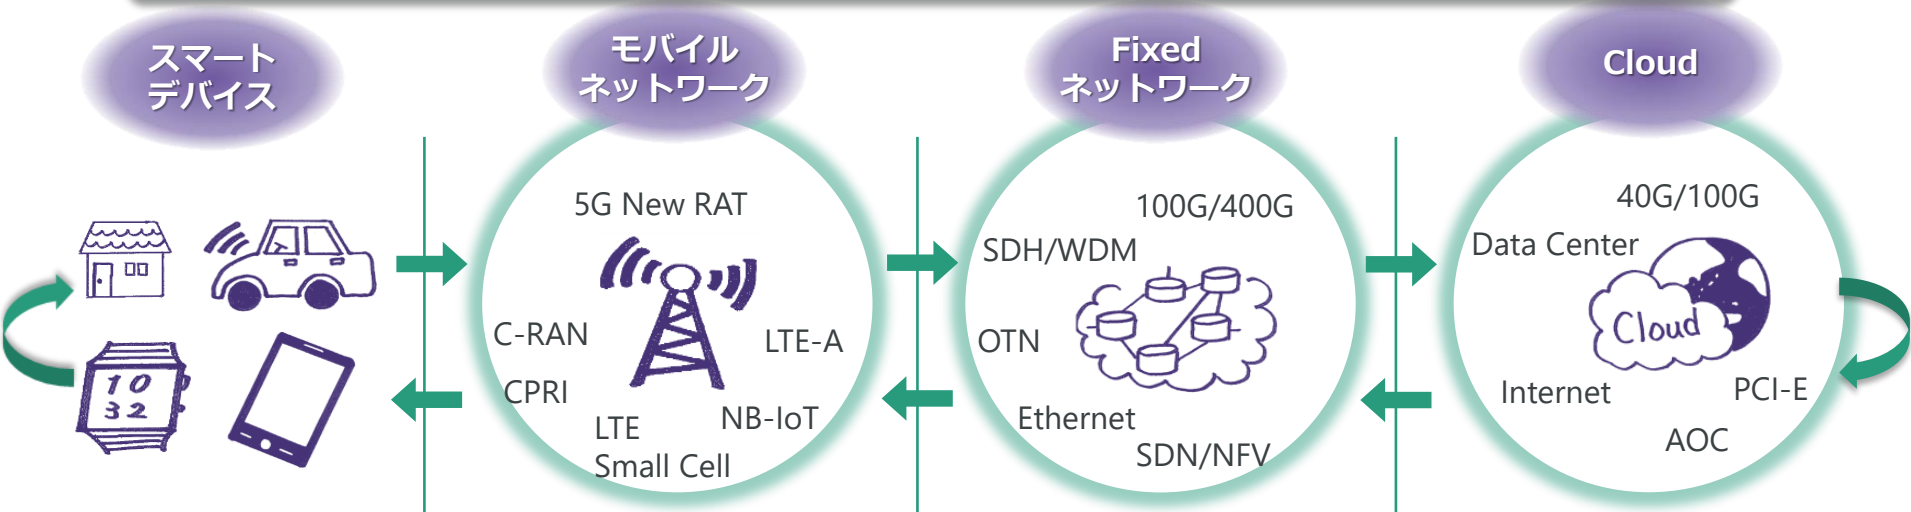 スマート
デバイス
モバイル
ネットワーク
Fixed
ネットワーク
Cloud
10
32
5G New RAT
C-RAN
LTE-A
CPRI
NB-IoT
LTE
Small Cell
100G/400G
SDH/WDM
OTN
Ethernet
SDN/NFV
40G/100G
Data Center
Cloud
Internet
PCI-E
AOC